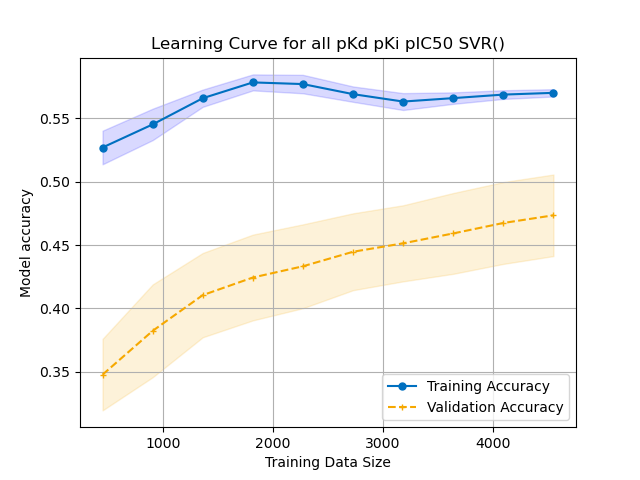 Learning Curve for all pKd pKi pIC50 SVR()
Model accuracy
0.55
0.50
0.45
0.40
0.35
1000
2000
3000
4000
Training Data Size
Training Accuracy
Validation Accuracy